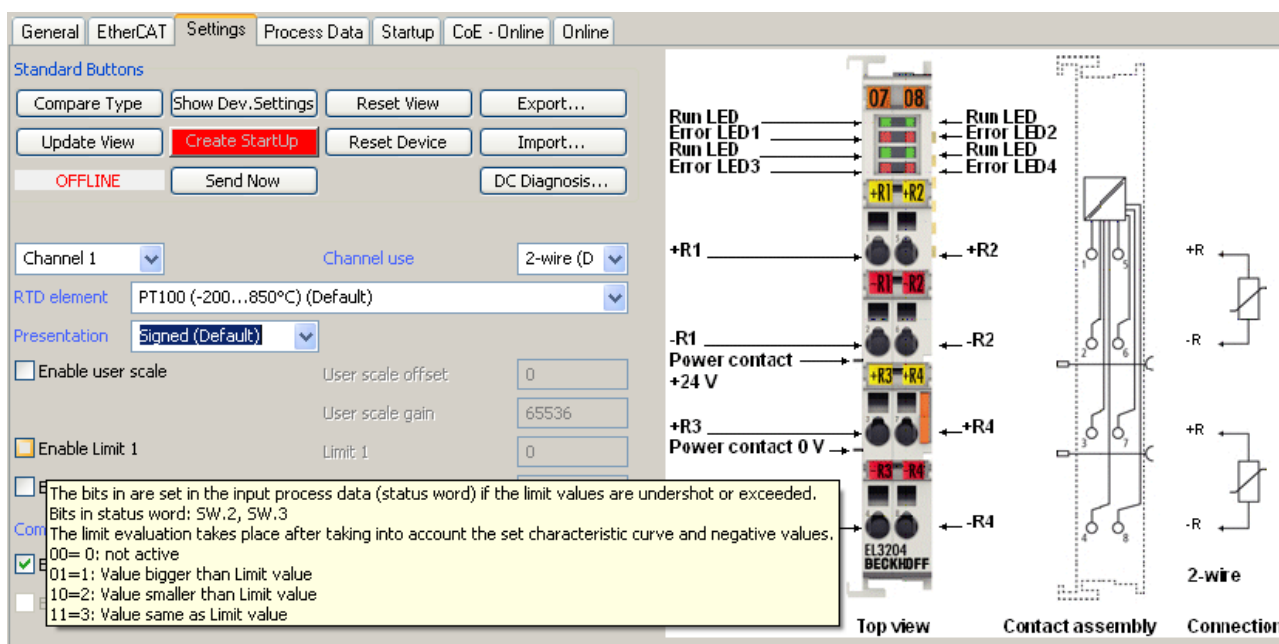 General EtherCAT Settings Process Data Startup CoE - Online Online
Standard Buttons
Compare Type Show Dev.Settings Reset View Export...
Update View Create StartUp Reset Device Import...
OFFLINE Send Now DC Diagnosis...
Channel 1 Channel use 2-wire (D
RTD element PT100 (-200...850°C) (Default)
Presentation Signed (Default)
Enable user scale User scale offset 0
User scale gain 65536
Enable Limit 1 Limit 1 0
The bits in are set in the input process data (status word) if the limit values are undershot or exceeded.
Bits in status word: SW.2, SW.3
The limit evaluation takes place after taking into account the set characteristic curve and negative values.
00= 0: not active
01=1: Value bigger than Limit value
10=2: Value smaller than Limit value
11=3: Value same as Limit value
Com
07 08
Run LED Run LED
Error LED1 Error LED2
Run LED Run LED
Error LED3 Error LED4
+R1 +R2
+R1 +R2
-R1 -R2
-R1 -R2
Power contact
+24 V
+R3 +R4
+R3 +R4
Power contact 0 V
-R3 -R4
-R4
EL3204
BECKHOFF
Top view
1 5
2 6
3 7
4 8
Contact assembly
+R
-R
+R
-R
2-wire
Connection